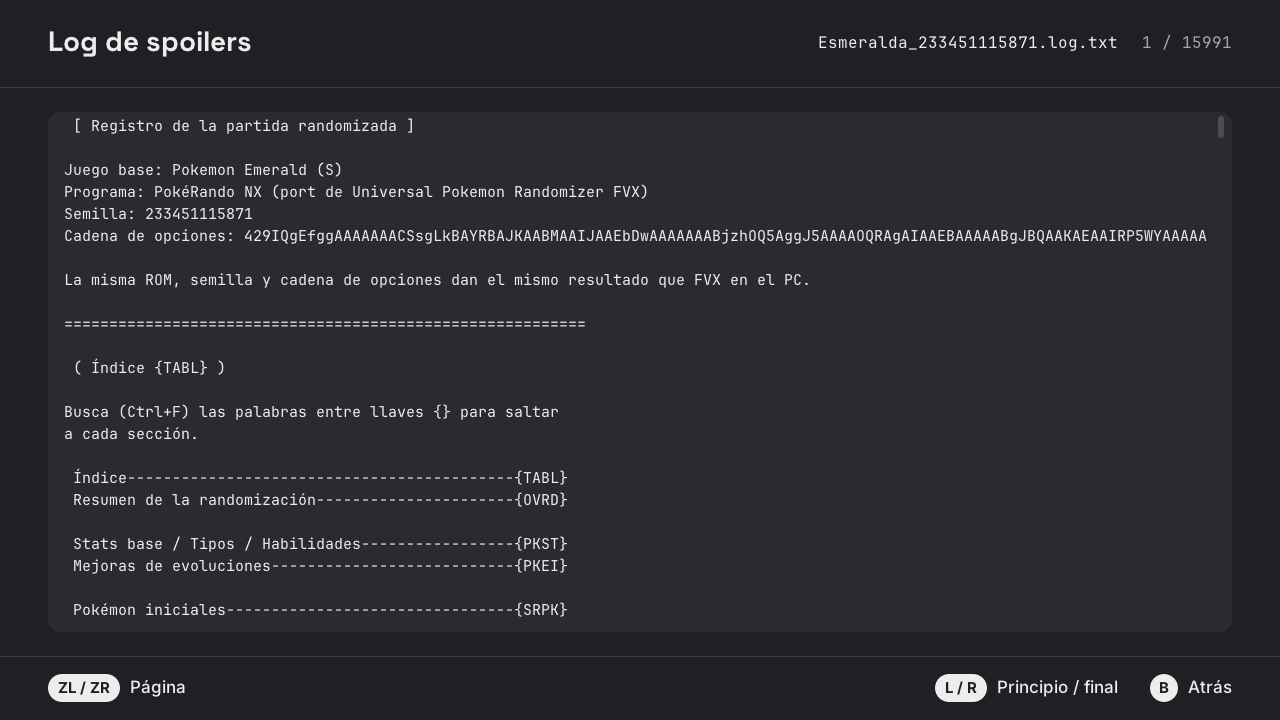 Log de spoilers
Esmeralda_233451115871.log.txt 1 / 15991
[ Registro de la partida randomizada ]
Juego base: Pokemon Emerald (S)
Programa: PokéRando NX (port de Universal Pokemon Randomizer FVX)
Semilla: 233451115871
Cadena de opciones: 429IQgEfggAAAAAAACSsgLkBAYRBAJKAABMAAIJAAEbDwAAAAAAABjzhOQ5AggJ5AAAAOQRAgAIAAEBAAAAABgJBQAAKAEAAIRP5WYAAAAA
La misma ROM, semilla y cadena de opciones dan el mismo resultado que FVX en el PC.
==========================================================
( Índice {TABL} )
Busca (Ctrl+F) las palabras entre llaves {} para saltar
a cada sección.
Índice-------------------------------------------{TABL}
Resumen de la randomización----------------------{OVRD}
Stats base / Tipos / Habilidades-----------------{PKST}
Mejoras de evoluciones---------------------------{PKEI}
Pokémon iniciales--------------------------------{SRPK}
ZL / ZR Página
L / R Principio / final
B Atrás